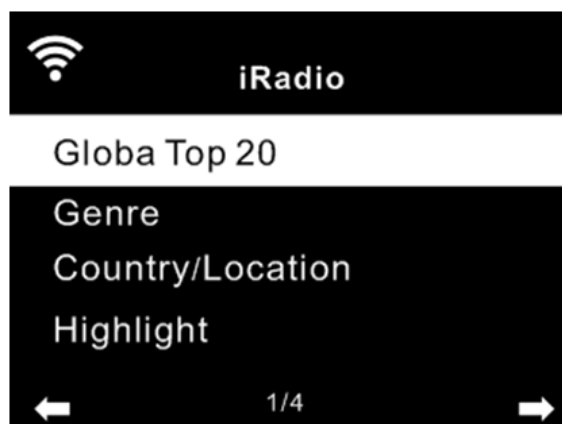 iRadio
Globa Top 20
Genre
Country/Location
Highlight
1/4